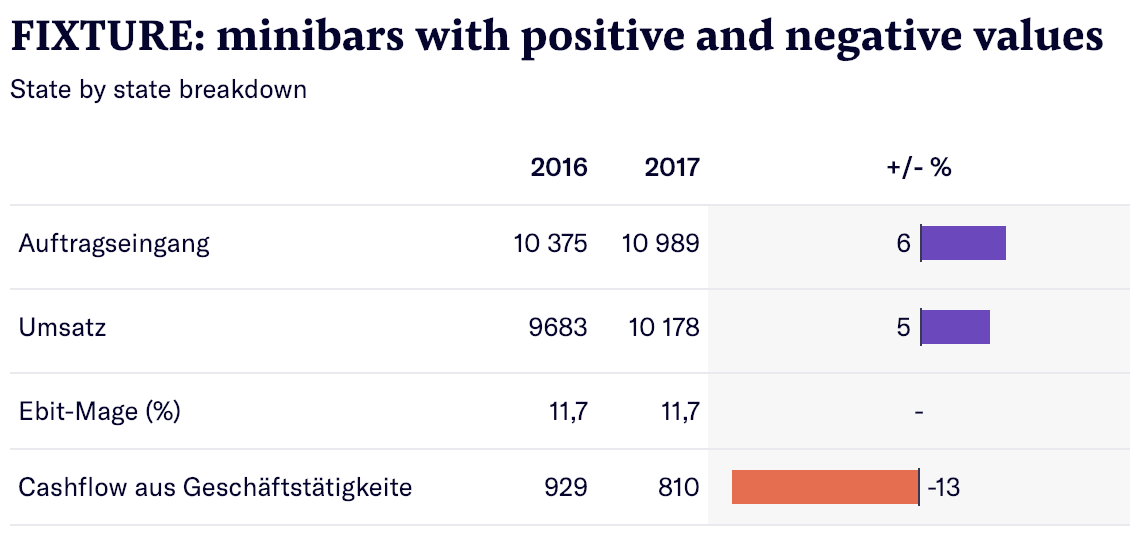 FIXTURE: minibars with positive and negative values
State by state breakdown
2016 2017 +/- %
Auftragseingang 10 375 10 989 6
Umsatz 9683 10 178 5
Ebit-Mage (%) 11,7 11,7 -
Cashflow aus Geschäftstätigkeite 929 810 -13